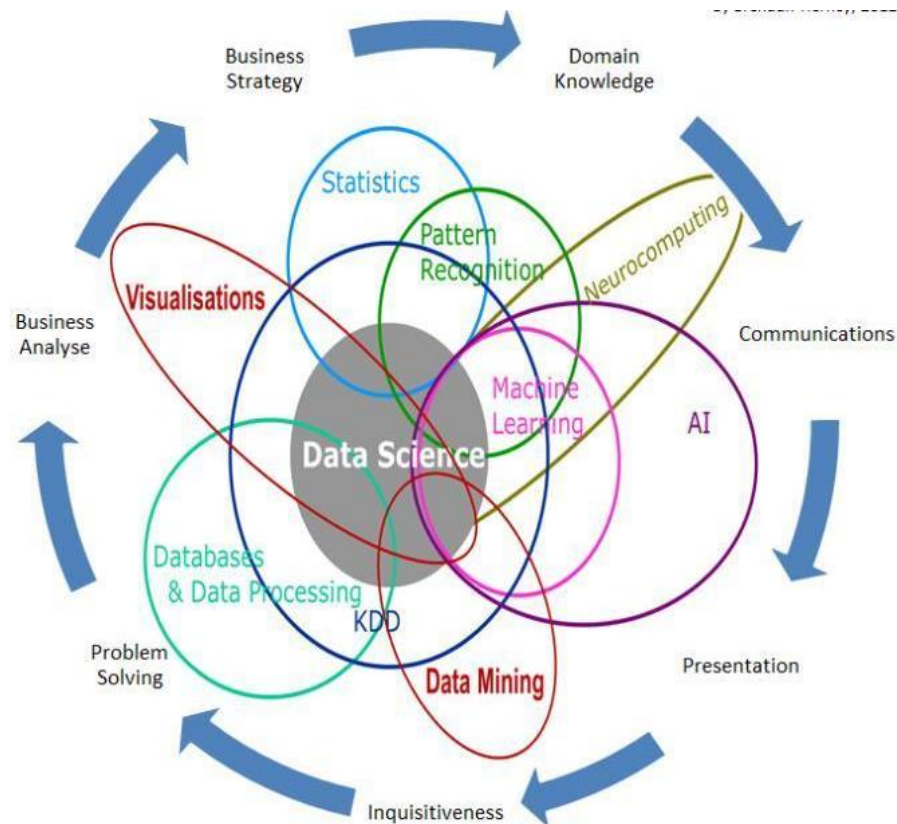 Business
Strategy
Domain
Knowledge
Statistics
Pattern
Recognition
Neurocomputing
Visualisations
Business
Analyse
Communications
Machine
Learning
AI
Data Science
Databases
& Data Processing
KDD
Problem
Solving
Data Mining
Presentation
Inquisitiveness